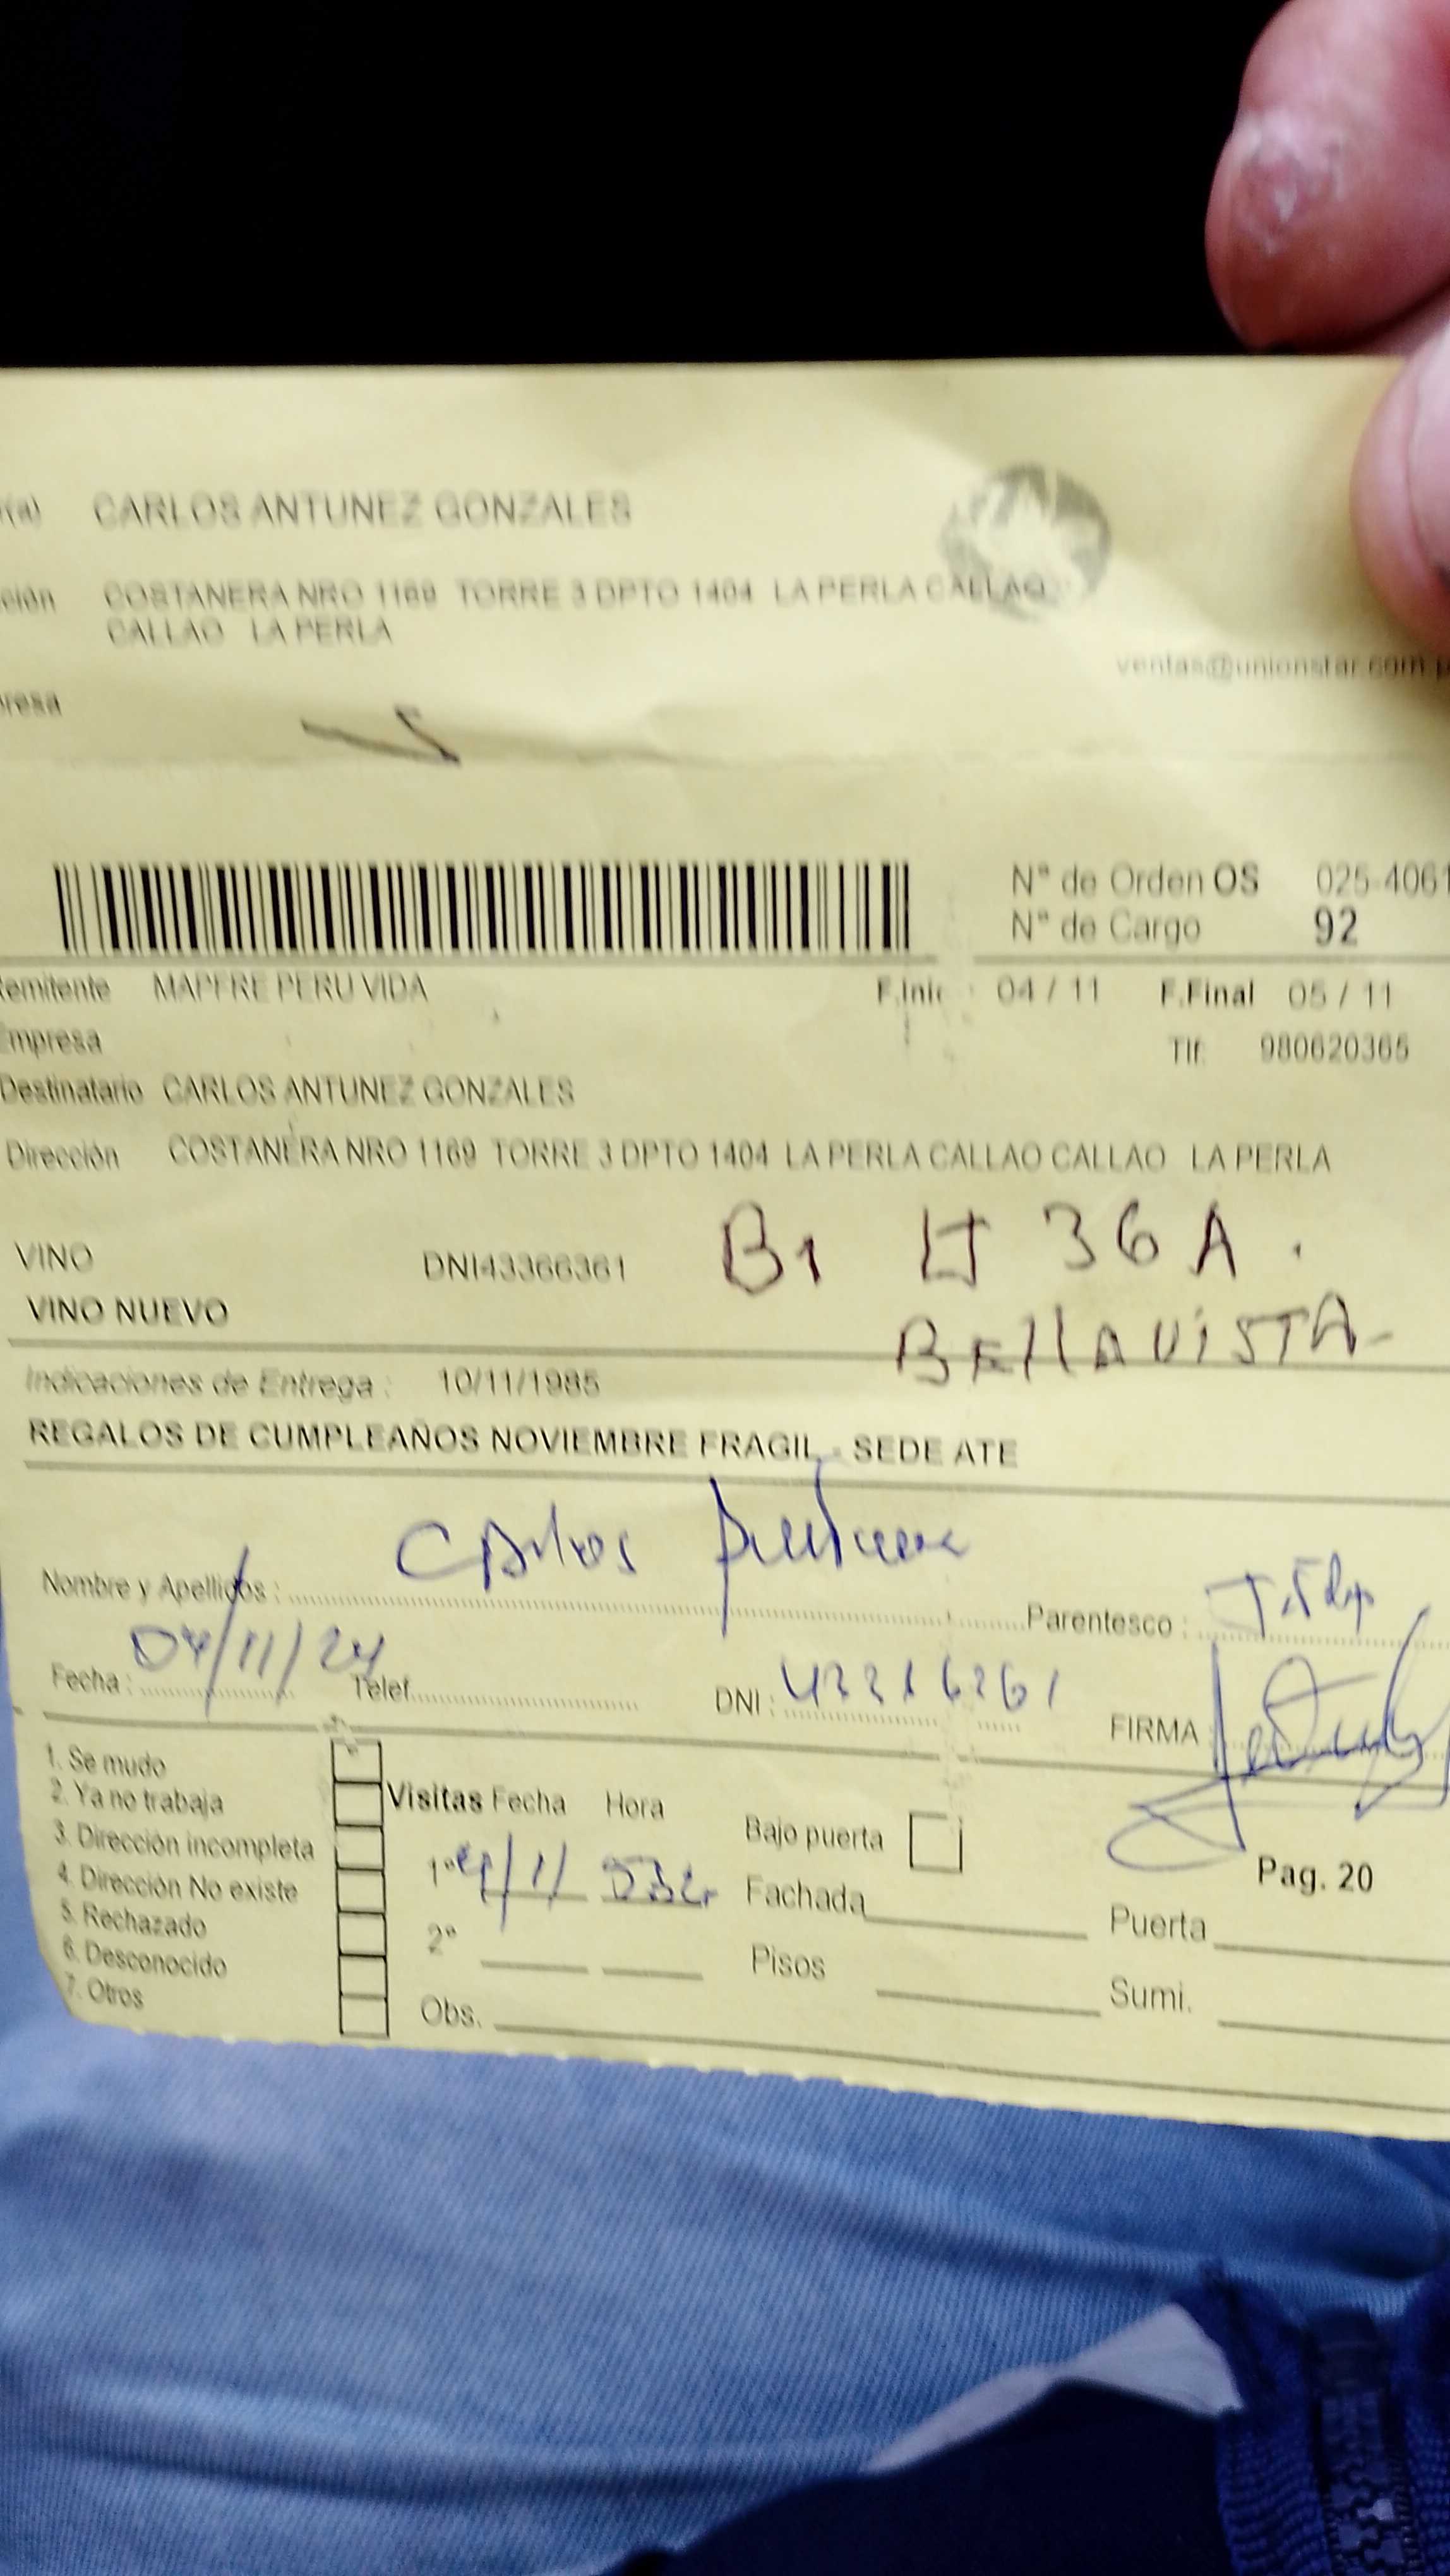 r(a) CARLOS ANTUNEZ GONZALES
ción COSTANERA NRO 1169 TORRE 3 DPTO 1404 LA PERLA CALLAO
CALLAO LA PERLA
ventas@unionstar.com.p
resa
N° de Orden OS 025-4061
N° de Cargo 92
Remitente MAPFRE PERU VIDA F.Inic : 04 / 11 F.Final 05 / 11
Empresa Tlf: 980620365
Destinatario CARLOS ANTUNEZ GONZALES
Dirección COSTANERA NRO 1169 TORRE 3 DPTO 1404 LA PERLA CALLAO CALLAO LA PERLA
VINO DNI43366361 B1 LT 36A.
VINO NUEVO BELLAVISTA-
Indicaciones de Entrega : 10/11/1985
REGALOS DE CUMPLEAÑOS NOVIEMBRE FRAGIL - SEDE ATE
Nombre y Apellidos : Carlos Parentesco :
Fecha : 04/11/24 Telef. DNI : FIRMA
1. Se mudo
2. Ya no trabaja Visitas Fecha Hora
3. Dirección incompleta Bajo puerta
4. Dirección No existe 1° 4/11 Fachada Pag. 20
5. Rechazado 2° Puerta
6. Desconocido Pisos
7. Otros Obs. Sumi.